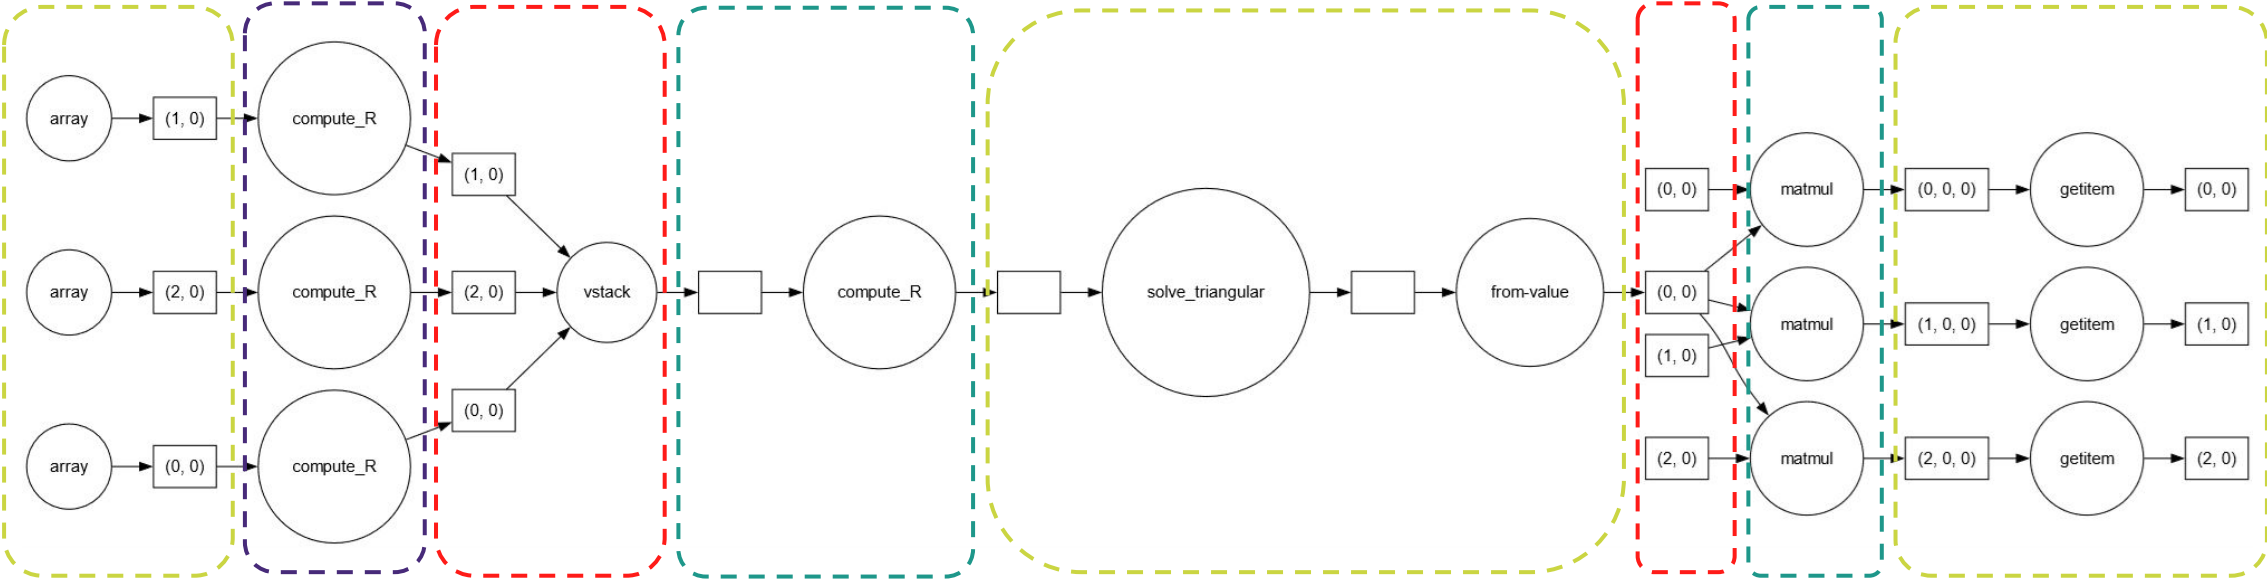 array
(1, 0)
compute_R
array
(2, 0)
compute_R
array
(0, 0)
compute_R
(1, 0)
(2, 0)
(0, 0)
vstack
compute_R
solve_triangular
from-value
(0, 0)
(0, 0)
(1, 0)
(2, 0)
matmul
(0, 0, 0)
getitem
(0, 0)
matmul
(1, 0, 0)
getitem
(1, 0)
matmul
(2, 0, 0)
getitem
(2, 0)